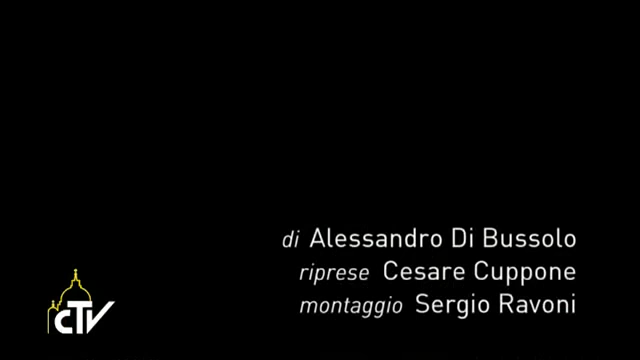 di Alessandro Di Bussolo
riprese Cesare Cuppone
montaggio Sergio Ravoni
CTV